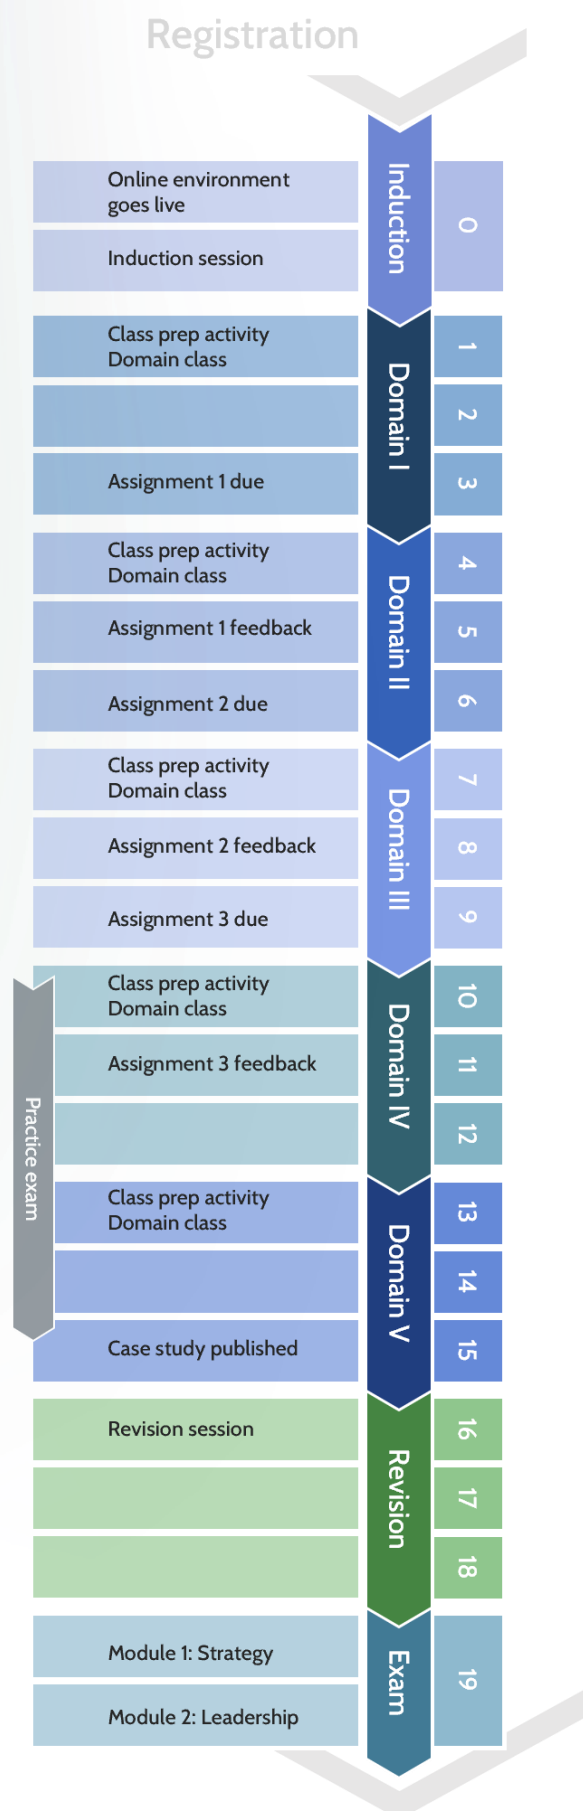 Registration
Induction
0
Online environment
goes live
Induction session
Domain I
Class prep activity
Domain class
1
2
Assignment 1 due
3
Domain II
Class prep activity
Domain class
4
Assignment 1 feedback
5
Assignment 2 due
6
Domain III
Class prep activity
Domain class
7
Assignment 2 feedback
8
Assignment 3 due
9
Practice exam
Domain IV
Class prep activity
Domain class
10
Assignment 3 feedback
11
12
Domain V
Class prep activity
Domain class
13
14
Case study published
15
Revision
Revision session
16
17
18
Exam
Module 1: Strategy
19
Module 2: Leadership